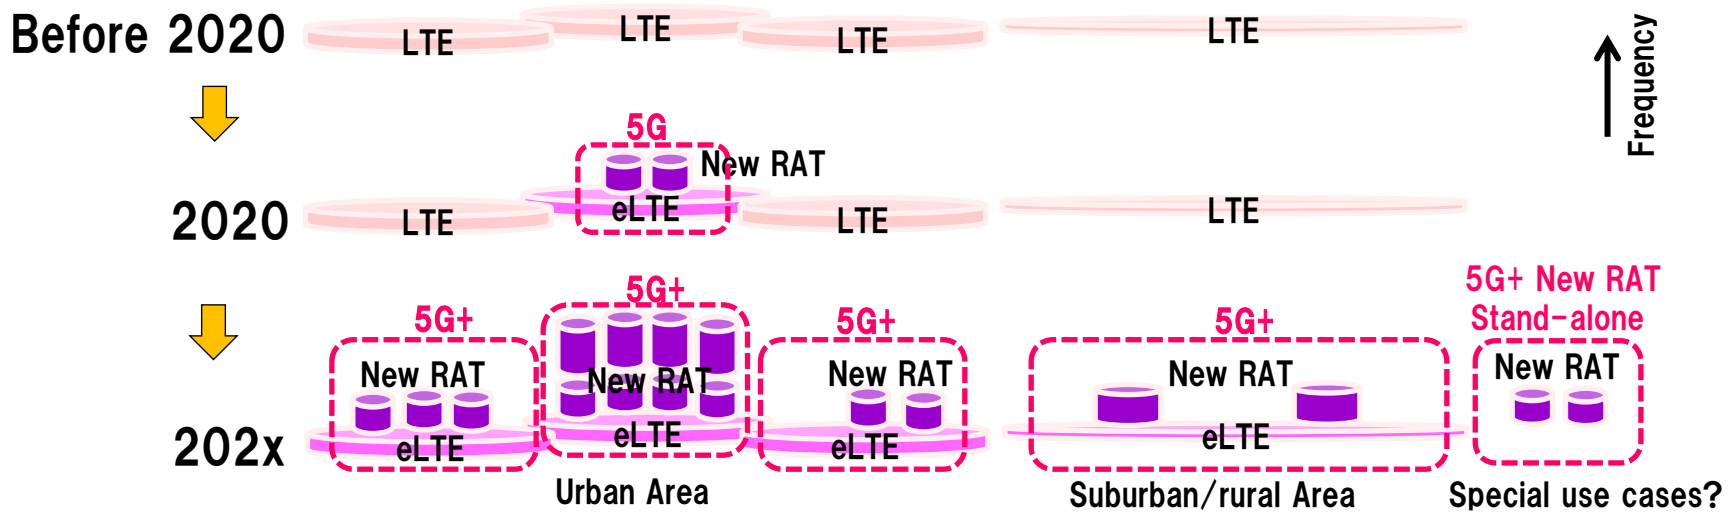 Before 2020
LTE
LTE
LTE
LTE
Frequency
5G
New RAT
2020
LTE
eLTE
LTE
LTE
5G+
5G+
5G+
5G+
5G+ New RAT
Stand-alone
New RAT
New RAT
New RAT
New RAT
New RAT
202x
eLTE
eLTE
eLTE
eLTE
Urban Area
Suburban/rural Area
Special use cases?